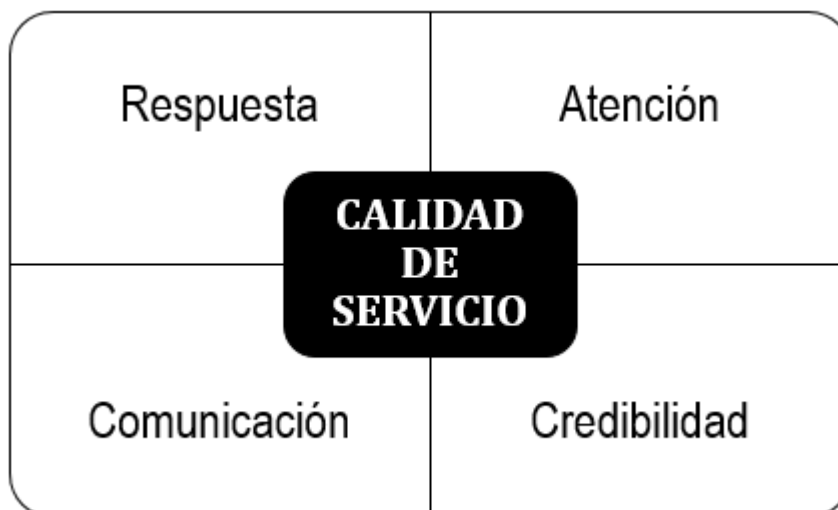 Respuesta
Atención
CALIDAD
DE
SERVICIO
Comunicación
Credibilidad